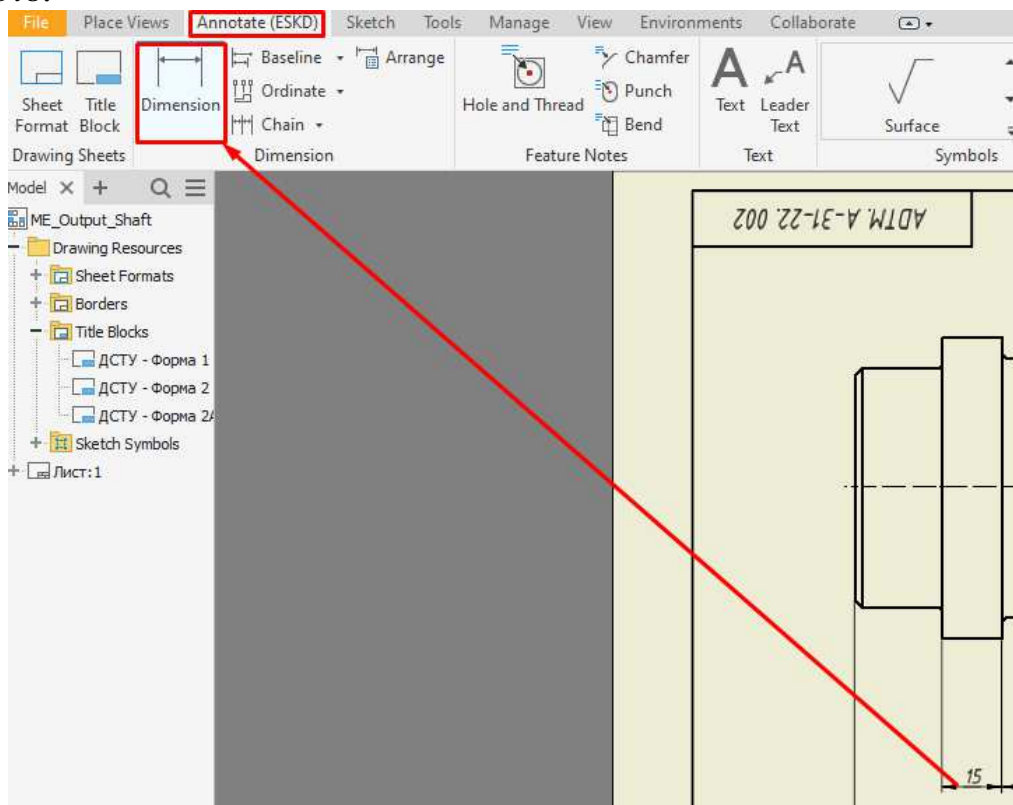 File Place Views Annotate (ESKD) Sketch Tools Manage View Environments Collaborate
Baseline Arrange Chamfer
Ordinate Punch
Sheet Format Title Block Dimension Hole and Thread Text Leader Text Surface
Chain Bend
Drawing Sheets Dimension Feature Notes Text Symbols
Model
ME_Output_Shaft
Drawing Resources
Sheet Formats
Borders
Title Blocks
ДСТУ - Форма 1
ДСТУ - Форма 2
ДСТУ - Форма 2А
Sketch Symbols
Лист:1
ADTM. A-31-22. 002
15